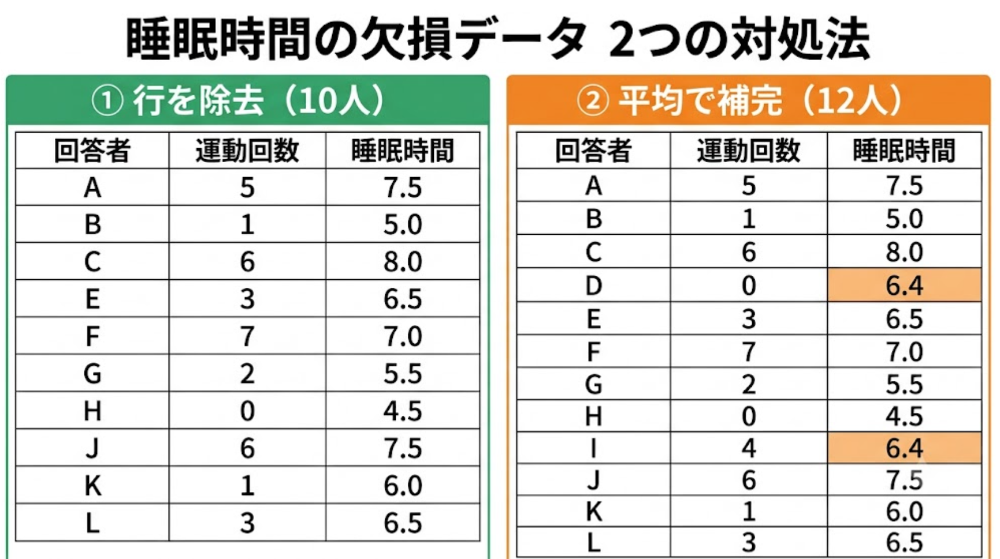 睡眠時間の欠損データ 2つの対処法
① 行を除去（10人）
回答者 運動回数 睡眠時間
A 5 7.5
B 1 5.0
C 6 8.0
E 3 6.5
F 7 7.0
G 2 5.5
H 0 4.5
J 6 7.5
K 1 6.0
L 3 6.5
② 平均で補完（12人）
回答者 運動回数 睡眠時間
A 5 7.5
B 1 5.0
C 6 8.0
D 0 6.4
E 3 6.5
F 7 7.0
G 2 5.5
H 0 4.5
I 4 6.4
J 6 7.5
K 1 6.0
L 3 6.5